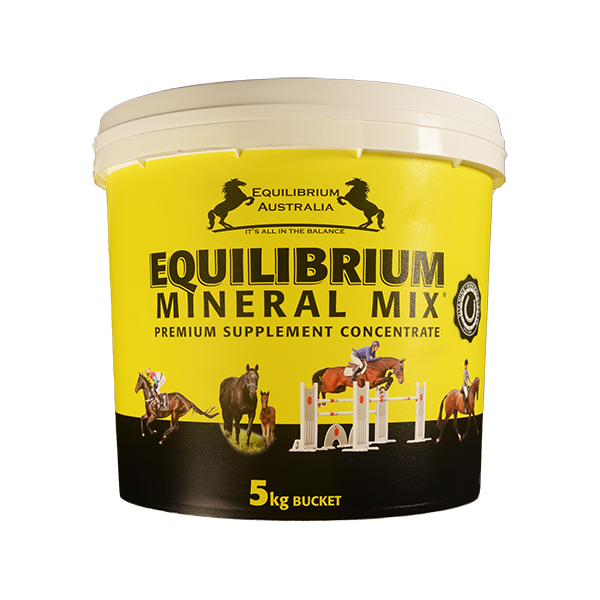 EQUILIBRIUM
AUSTRALIA
IT'S ALL IN THE BALANCE
EQUILIBRIUM
MINERAL MIX®
PREMIUM SUPPLEMENT CONCENTRATE
5kg BUCKET